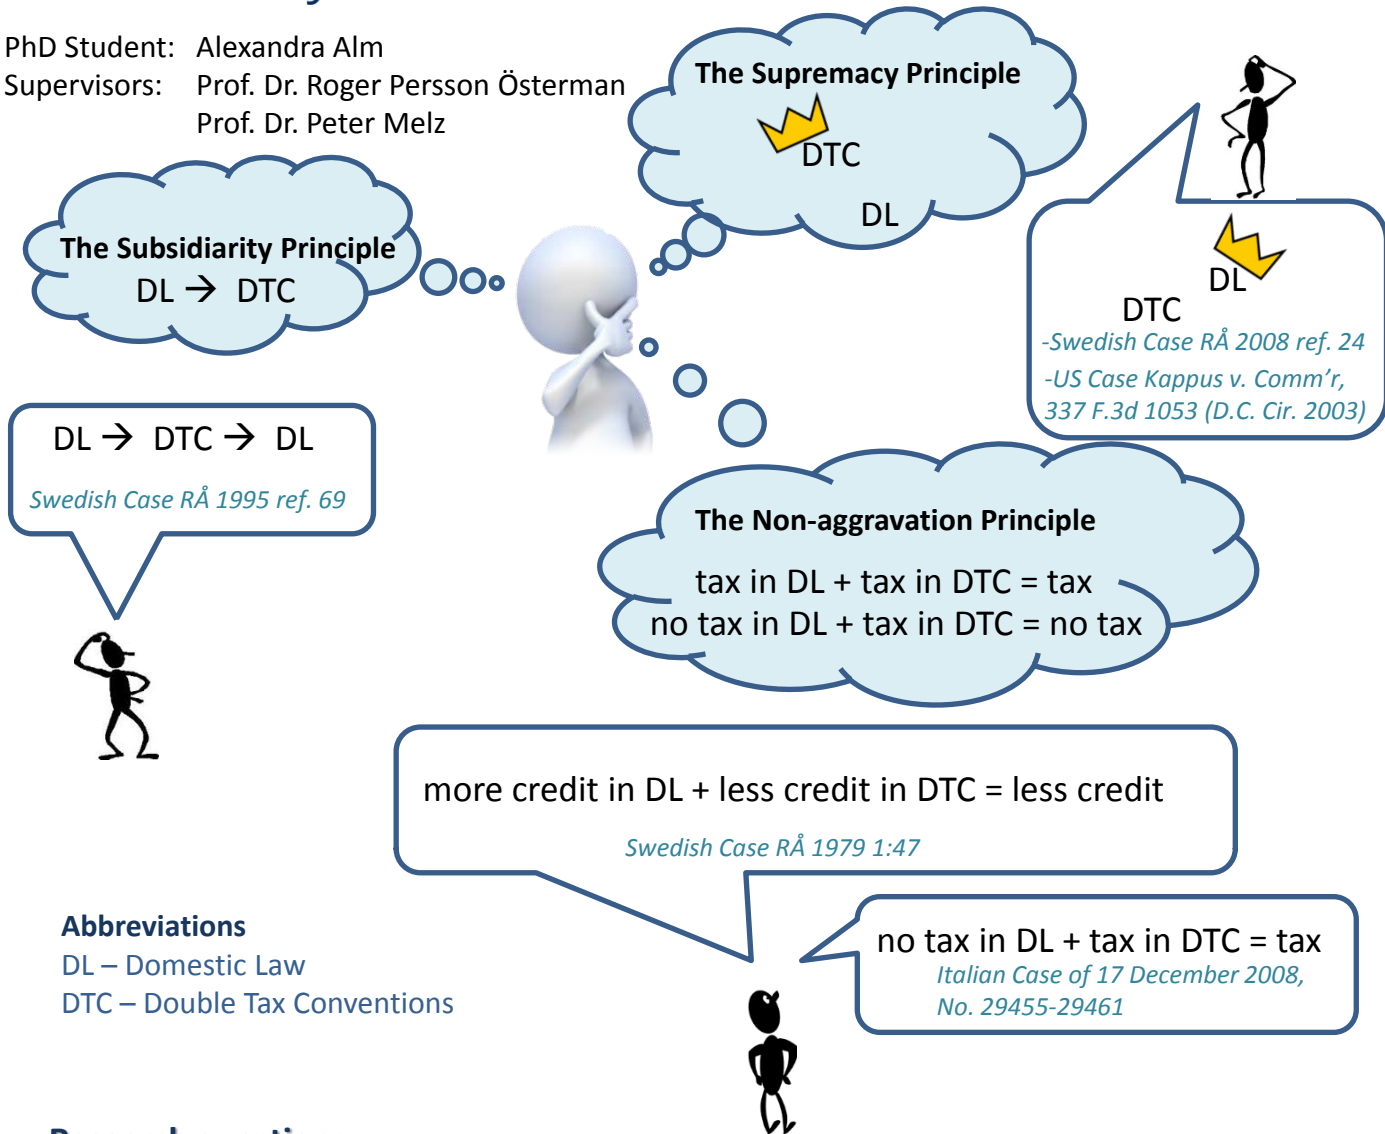 PhD Student: Alexandra Alm
Supervisors: Prof. Dr. Roger Persson Österman
Prof. Dr. Peter Melz
The Supremacy Principle
DTC
DL
The Subsidiarity Principle
DL → DTC
DL
DTC
-Swedish Case RÅ 2008 ref. 24
-US Case Kappus v. Comm’r,
337 F.3d 1053 (D.C. Cir. 2003)
DL → DTC → DL
Swedish Case RÅ 1995 ref. 69
The Non-aggravation Principle
tax in DL + tax in DTC = tax
no tax in DL + tax in DTC = no tax
more credit in DL + less credit in DTC = less credit
Swedish Case RÅ 1979 1:47
no tax in DL + tax in DTC = tax
Italian Case of 17 December 2008,
No. 29455-29461
Abbreviations
DL – Domestic Law
DTC – Double Tax Conventions